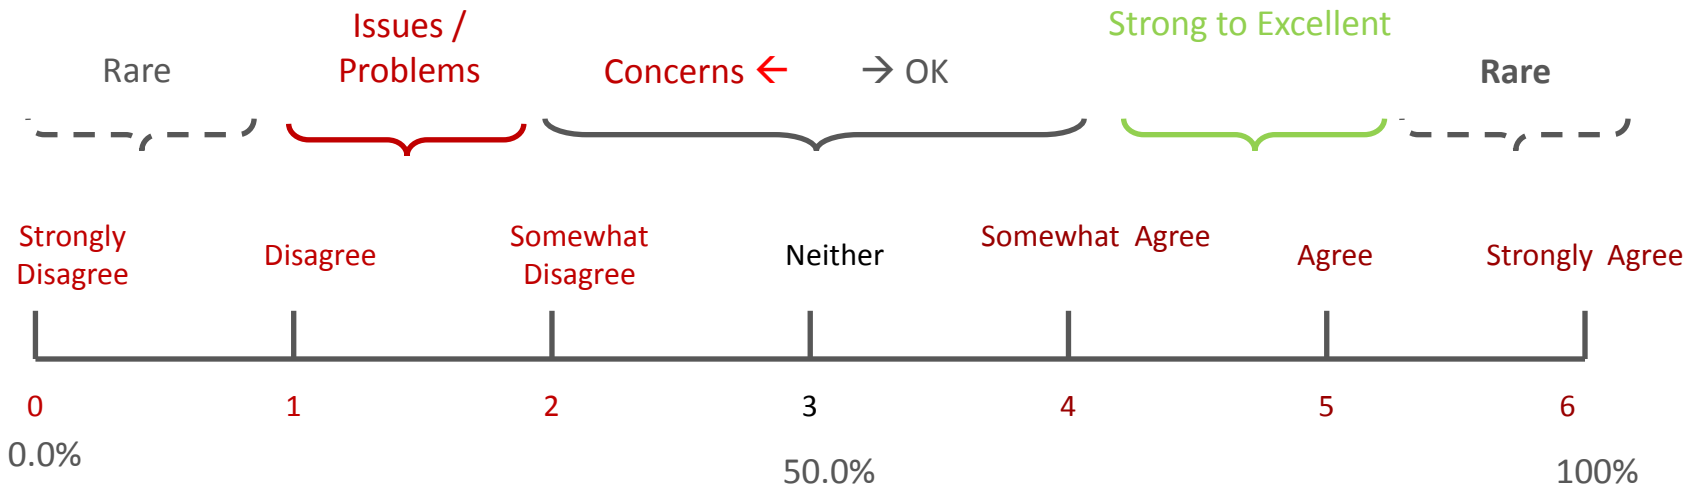 Issues /
Problems
Strong to Excellent
Rare
Concerns ← → OK
Rare
Strongly
Disagree
Disagree
Somewhat
Disagree
Neither
Somewhat Agree
Agree
Strongly Agree
0 1 2 3 4 5 6
0.0% 50.0% 100%